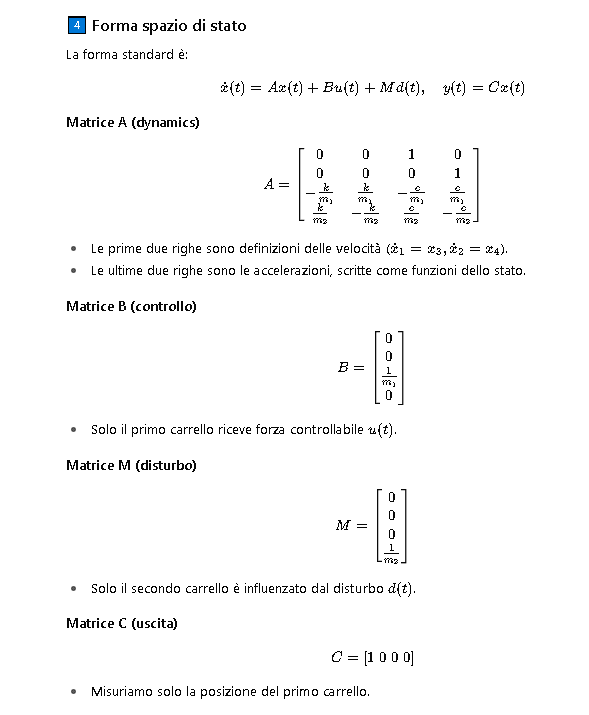 4 Forma spazio di stato
La forma standard è:
ẋ(t) = Ax(t) + Bu(t) + Md(t),    y(t) = Cx(t)
Matrice A (dynamics)
A = [ 0 0 1 0
0 0 0 1
−k/m₁ k/m₁ −c/m₁ c/m₁
k/m₂ −k/m₂ c/m₂ −c/m₂ ]
• Le prime due righe sono definizioni delle velocità (ẋ₁ = x₃, ẋ₂ = x₄).
• Le ultime due righe sono le accelerazioni, scritte come funzioni dello stato.
Matrice B (controllo)
B = [ 0
0
1/m₁
0 ]
• Solo il primo carrello riceve forza controllabile u(t).
Matrice M (disturbo)
M = [ 0
0
0
1/m₂ ]
• Solo il secondo carrello è influenzato dal disturbo d(t).
Matrice C (uscita)
C = [1 0 0 0]
• Misuriamo solo la posizione del primo carrello.